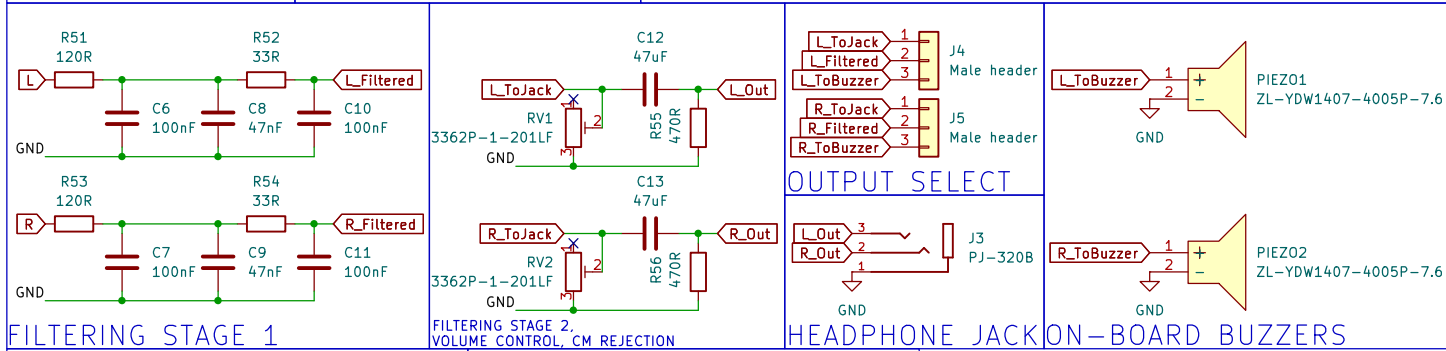 R51
120R
R52
33R
L
L_Filtered
C6
100nF
C8
47nF
C10
100nF
GND
R53
120R
R54
33R
R
R_Filtered
C7
100nF
C9
47nF
C11
100nF
GND
FILTERING STAGE 1
C12
47uF
L_ToJack
L_Out
1
RV1
2
3362P-1-201LF
3
R55
470R
GND
C13
47uF
R_ToJack
R_Out
1
RV2
2
3362P-1-201LF
3
R56
470R
GND
FILTERING STAGE 2,
VOLUME CONTROL, CM REJECTION
L_ToJack 1
L_Filtered 2
L_ToBuzzer 3
J4
Male header
R_ToJack 1
R_Filtered 2
R_ToBuzzer 3
J5
Male header
OUTPUT SELECT
L_Out 3
R_Out 2
1
J3
PJ-320B
GND
HEADPHONE JACK
L_ToBuzzer 1 +
2 -
GND
PIEZO1
ZL-YDW1407-4005P-7.6
R_ToBuzzer 1 +
2 -
GND
PIEZO2
ZL-YDW1407-4005P-7.6
ON-BOARD BUZZERS